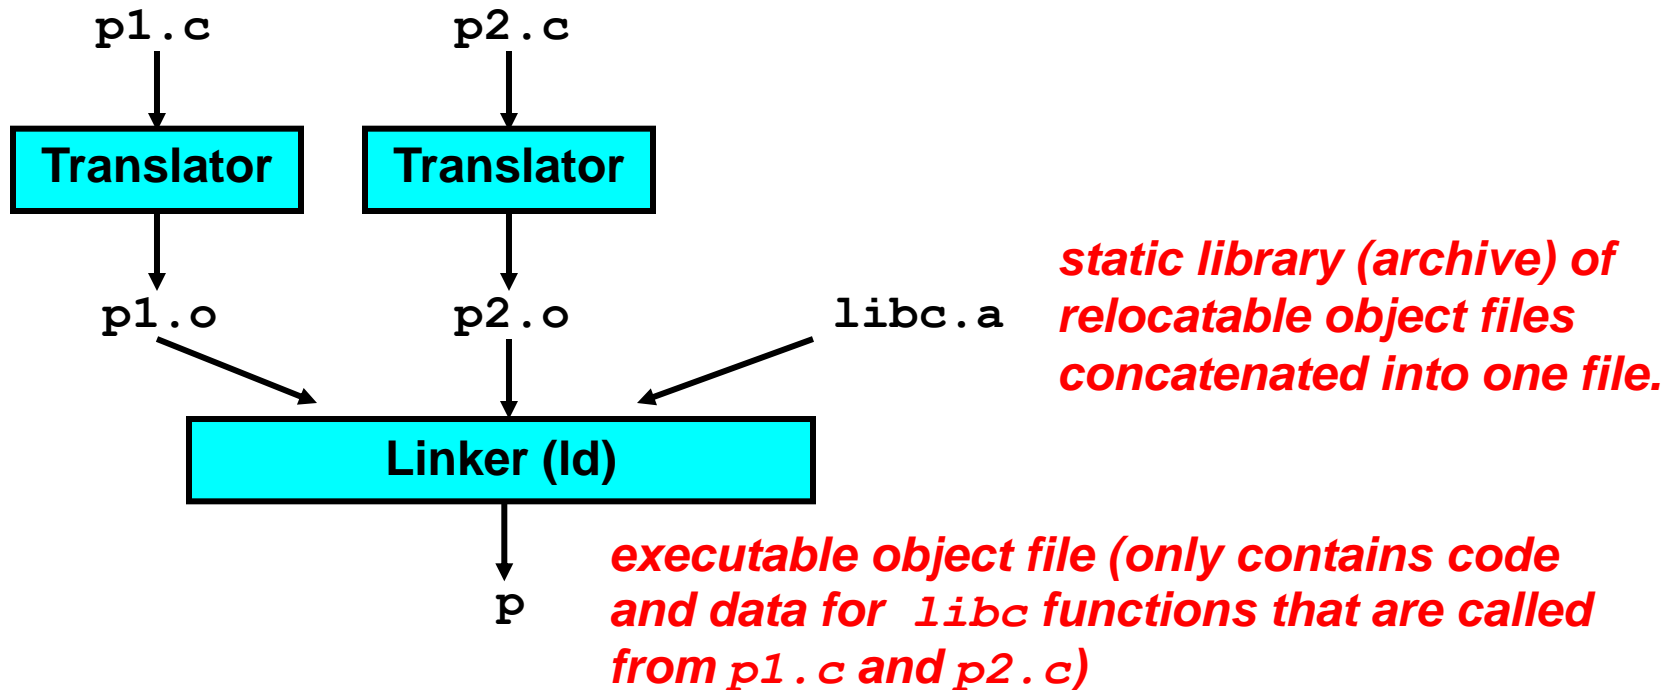 p1.c p2.c
Translator Translator
p1.o p2.o libc.a
static library (archive) of
relocatable object files
concatenated into one file.
Linker (ld)
p
executable object file (only contains code
and data for libc functions that are called
from p1.c and p2.c)